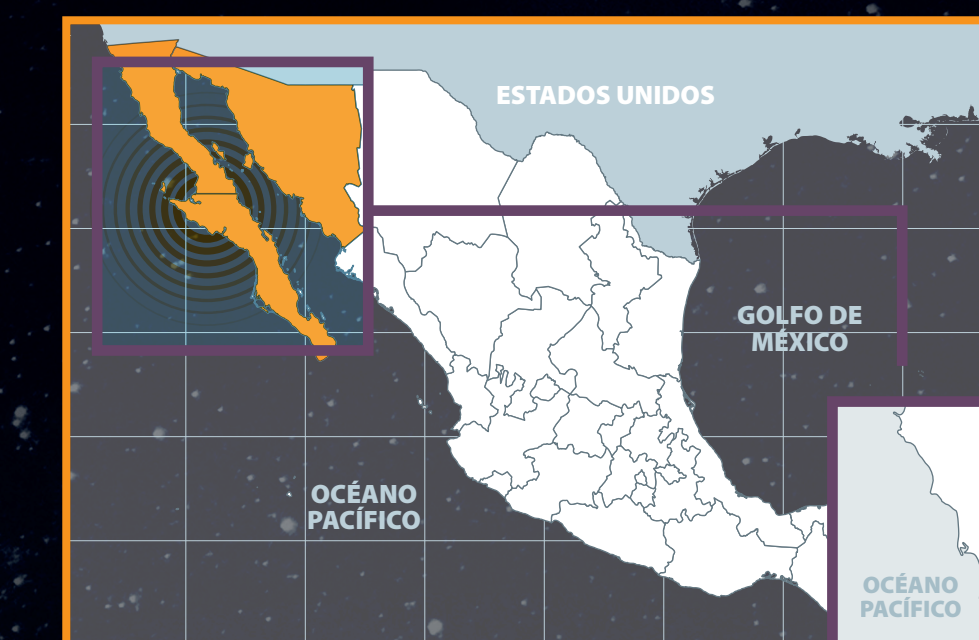 ESTADOS UNIDOS
GOLFO DE
MÉXICO
OCÉANO
PACÍFICO
OCÉANO
PACÍFICO